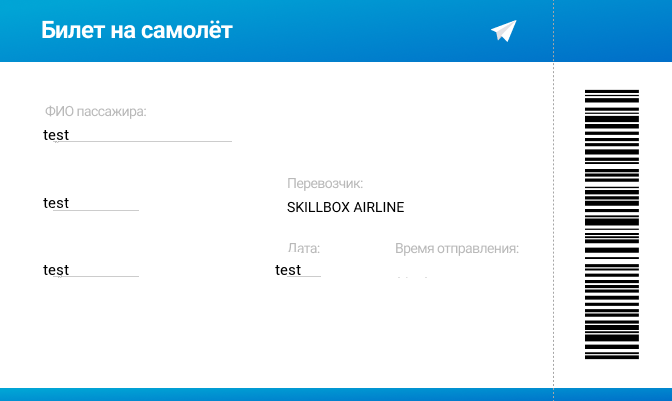 Билет на самолёт
ФИО пассажира:
test
Перевозчик:
test
SKILLBOX AIRLINE
Дата:
Время отправления:
test
test